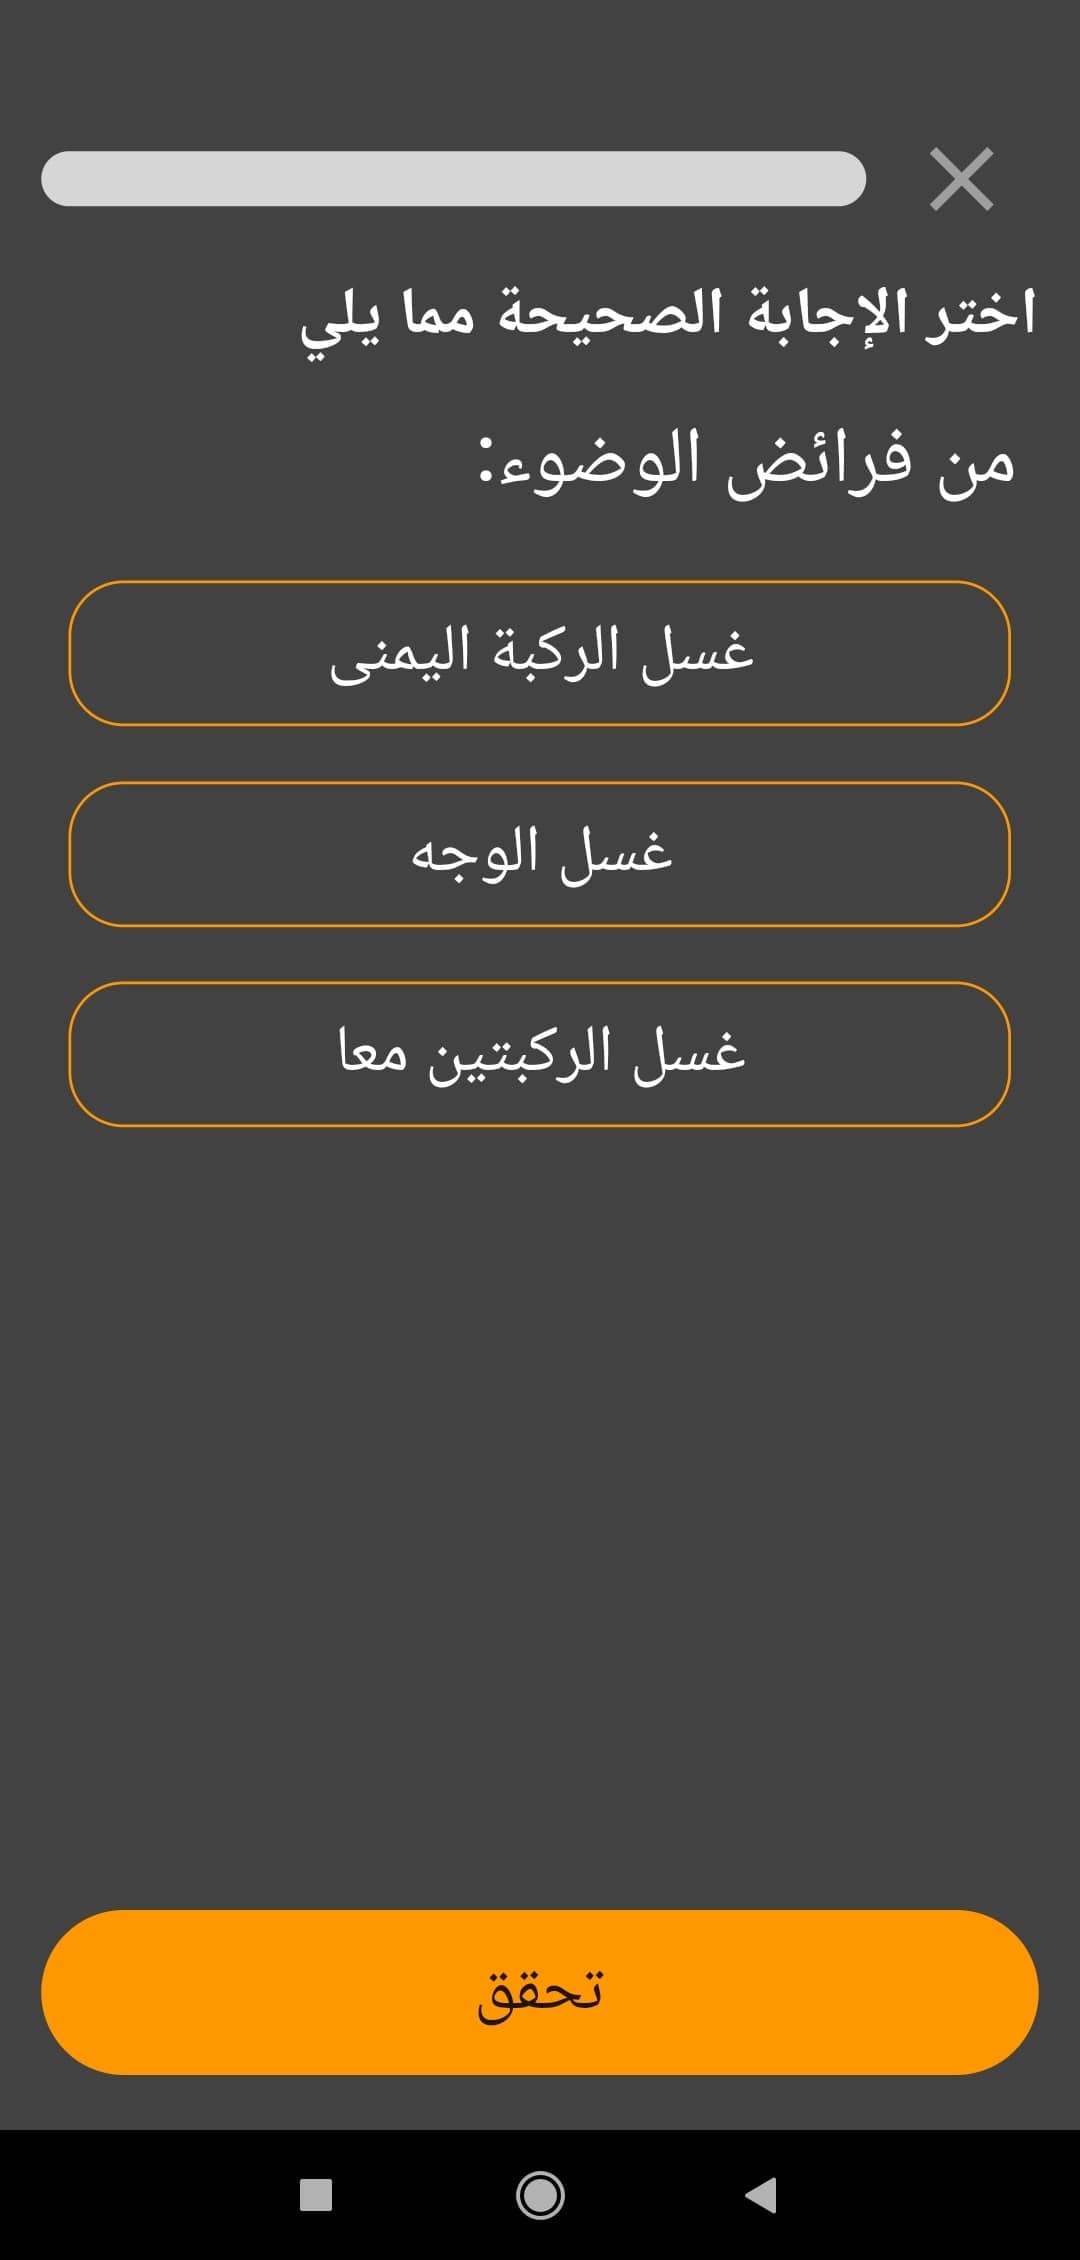 اختر الإجابة الصحيحة مما يلي
من فرائض الوضوء:
غسل الركبة اليمنى
غسل الوجه
غسل الركبتين معا
تحقق